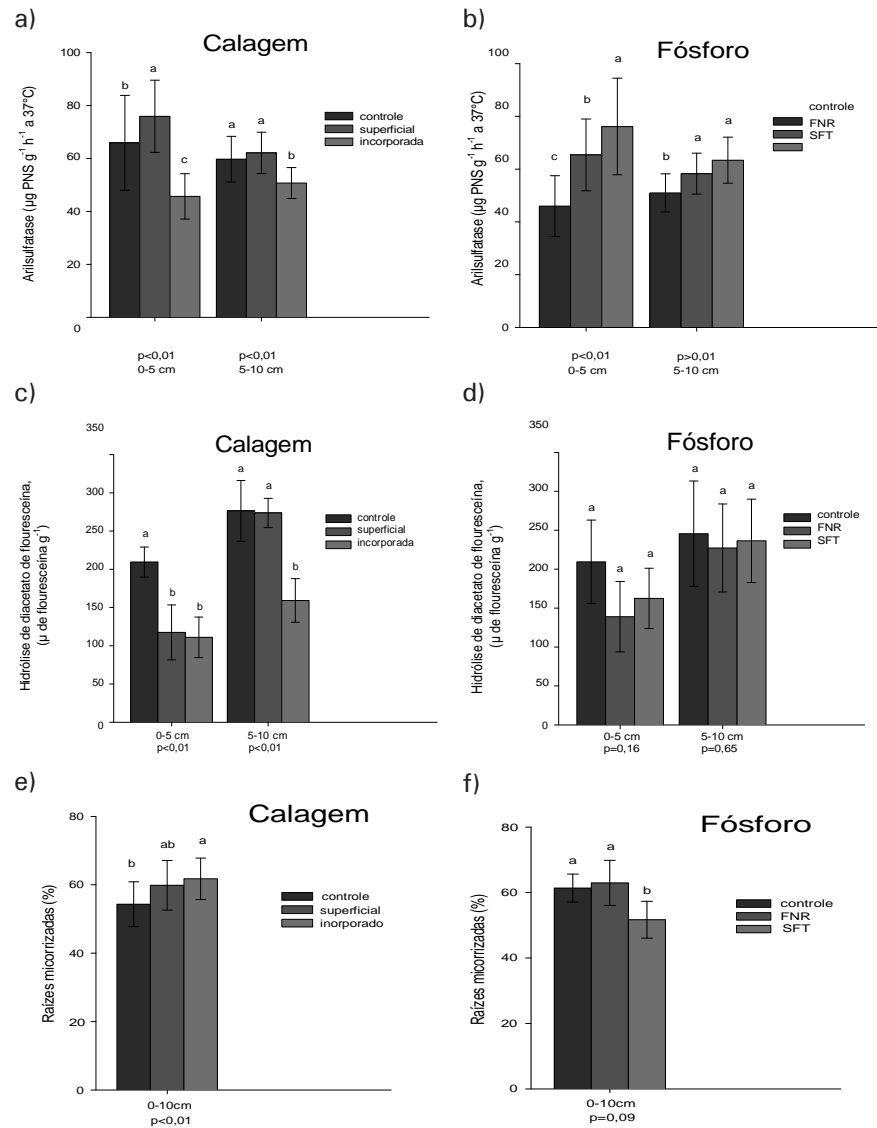 a)
Calagem
100
80
60
40
20
0
Arilsulfatase (µg PNS g-1 h-1 a 37ºC)
b
a
c
a
a
b
controle
superficial
incorporada
p<0,01
0-5 cm
p<0,01
5-10 cm
b)
Fósforo
100
80
60
40
20
0
Arilsulfatase (µg PNS g-1 h-1 a 37ºC)
c
b
a
b
a
a
controle
FNR
SFT
p<0,01
0-5 cm
p>0,01
5-10 cm
c)
Calagem
350
300
250
200
150
100
50
0
Hidrólise de diacetato de flouresceína,
(µ de flouresceína g-1)
a
b
b
a
a
b
controle
superficial
incorporada
0-5 cm
p<0,01
5-10 cm
p<0,01
d)
Fósforo
350
300
250
200
150
100
50
0
Hidrólise de diacetato de flouresceína,
(µ de flouresceína g-1)
a
a
a
a
a
a
controle
FNR
SFT
0-5 cm
p=0,16
5-10 cm
p=0,65
e)
Calagem
80
60
40
20
0
Raízes micorrizadas (%)
b
ab
a
controle
superficial
inorporado
0-10cm
p<0,01
f)
Fósforo
80
60
40
20
0
Raízes micorrizadas (%)
a
a
b
controle
FNR
SFT
0-10cm
p=0,09